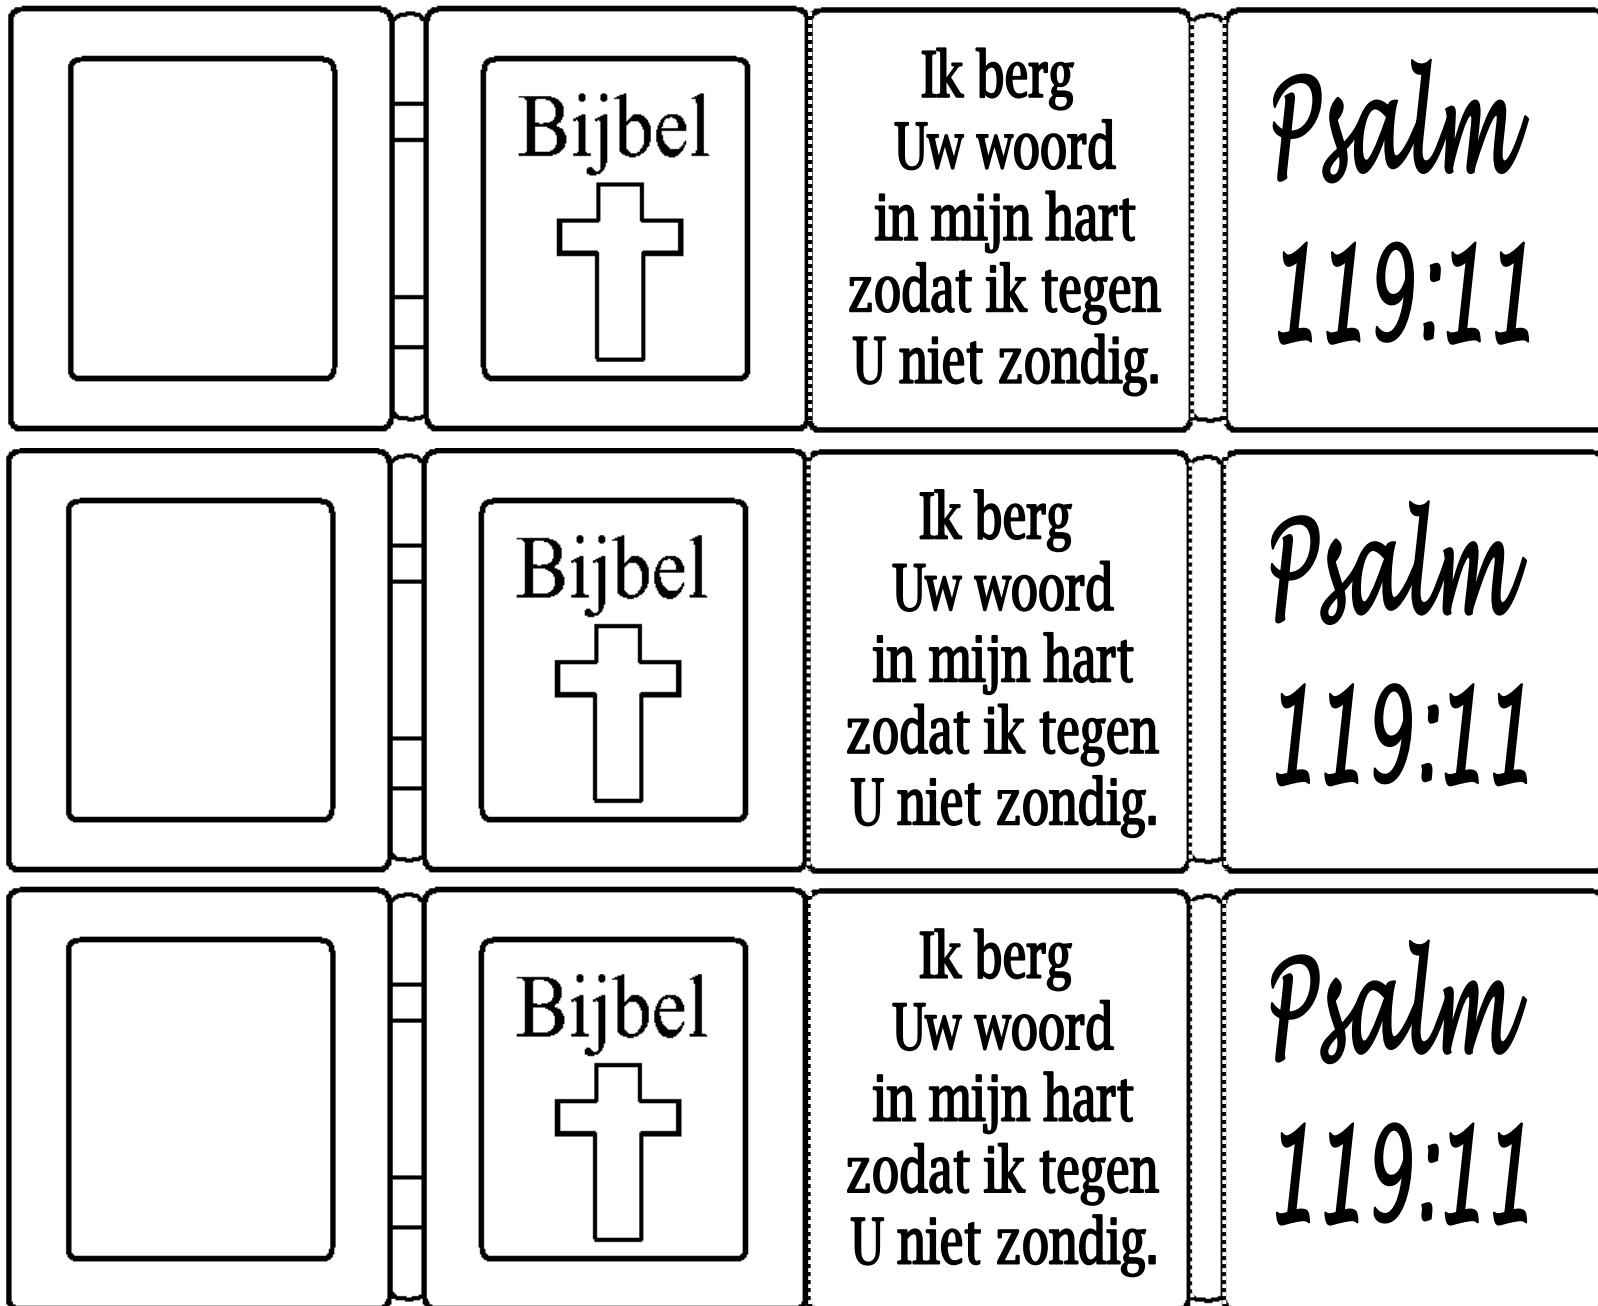 Bijbel
Ik berg
Uw woord
in mijn hart
zodat ik tegen
U niet zondig.
Psalm
119:11
Bijbel
Ik berg
Uw woord
in mijn hart
zodat ik tegen
U niet zondig.
Psalm
119:11
Bijbel
Ik berg
Uw woord
in mijn hart
zodat ik tegen
U niet zondig.
Psalm
119:11